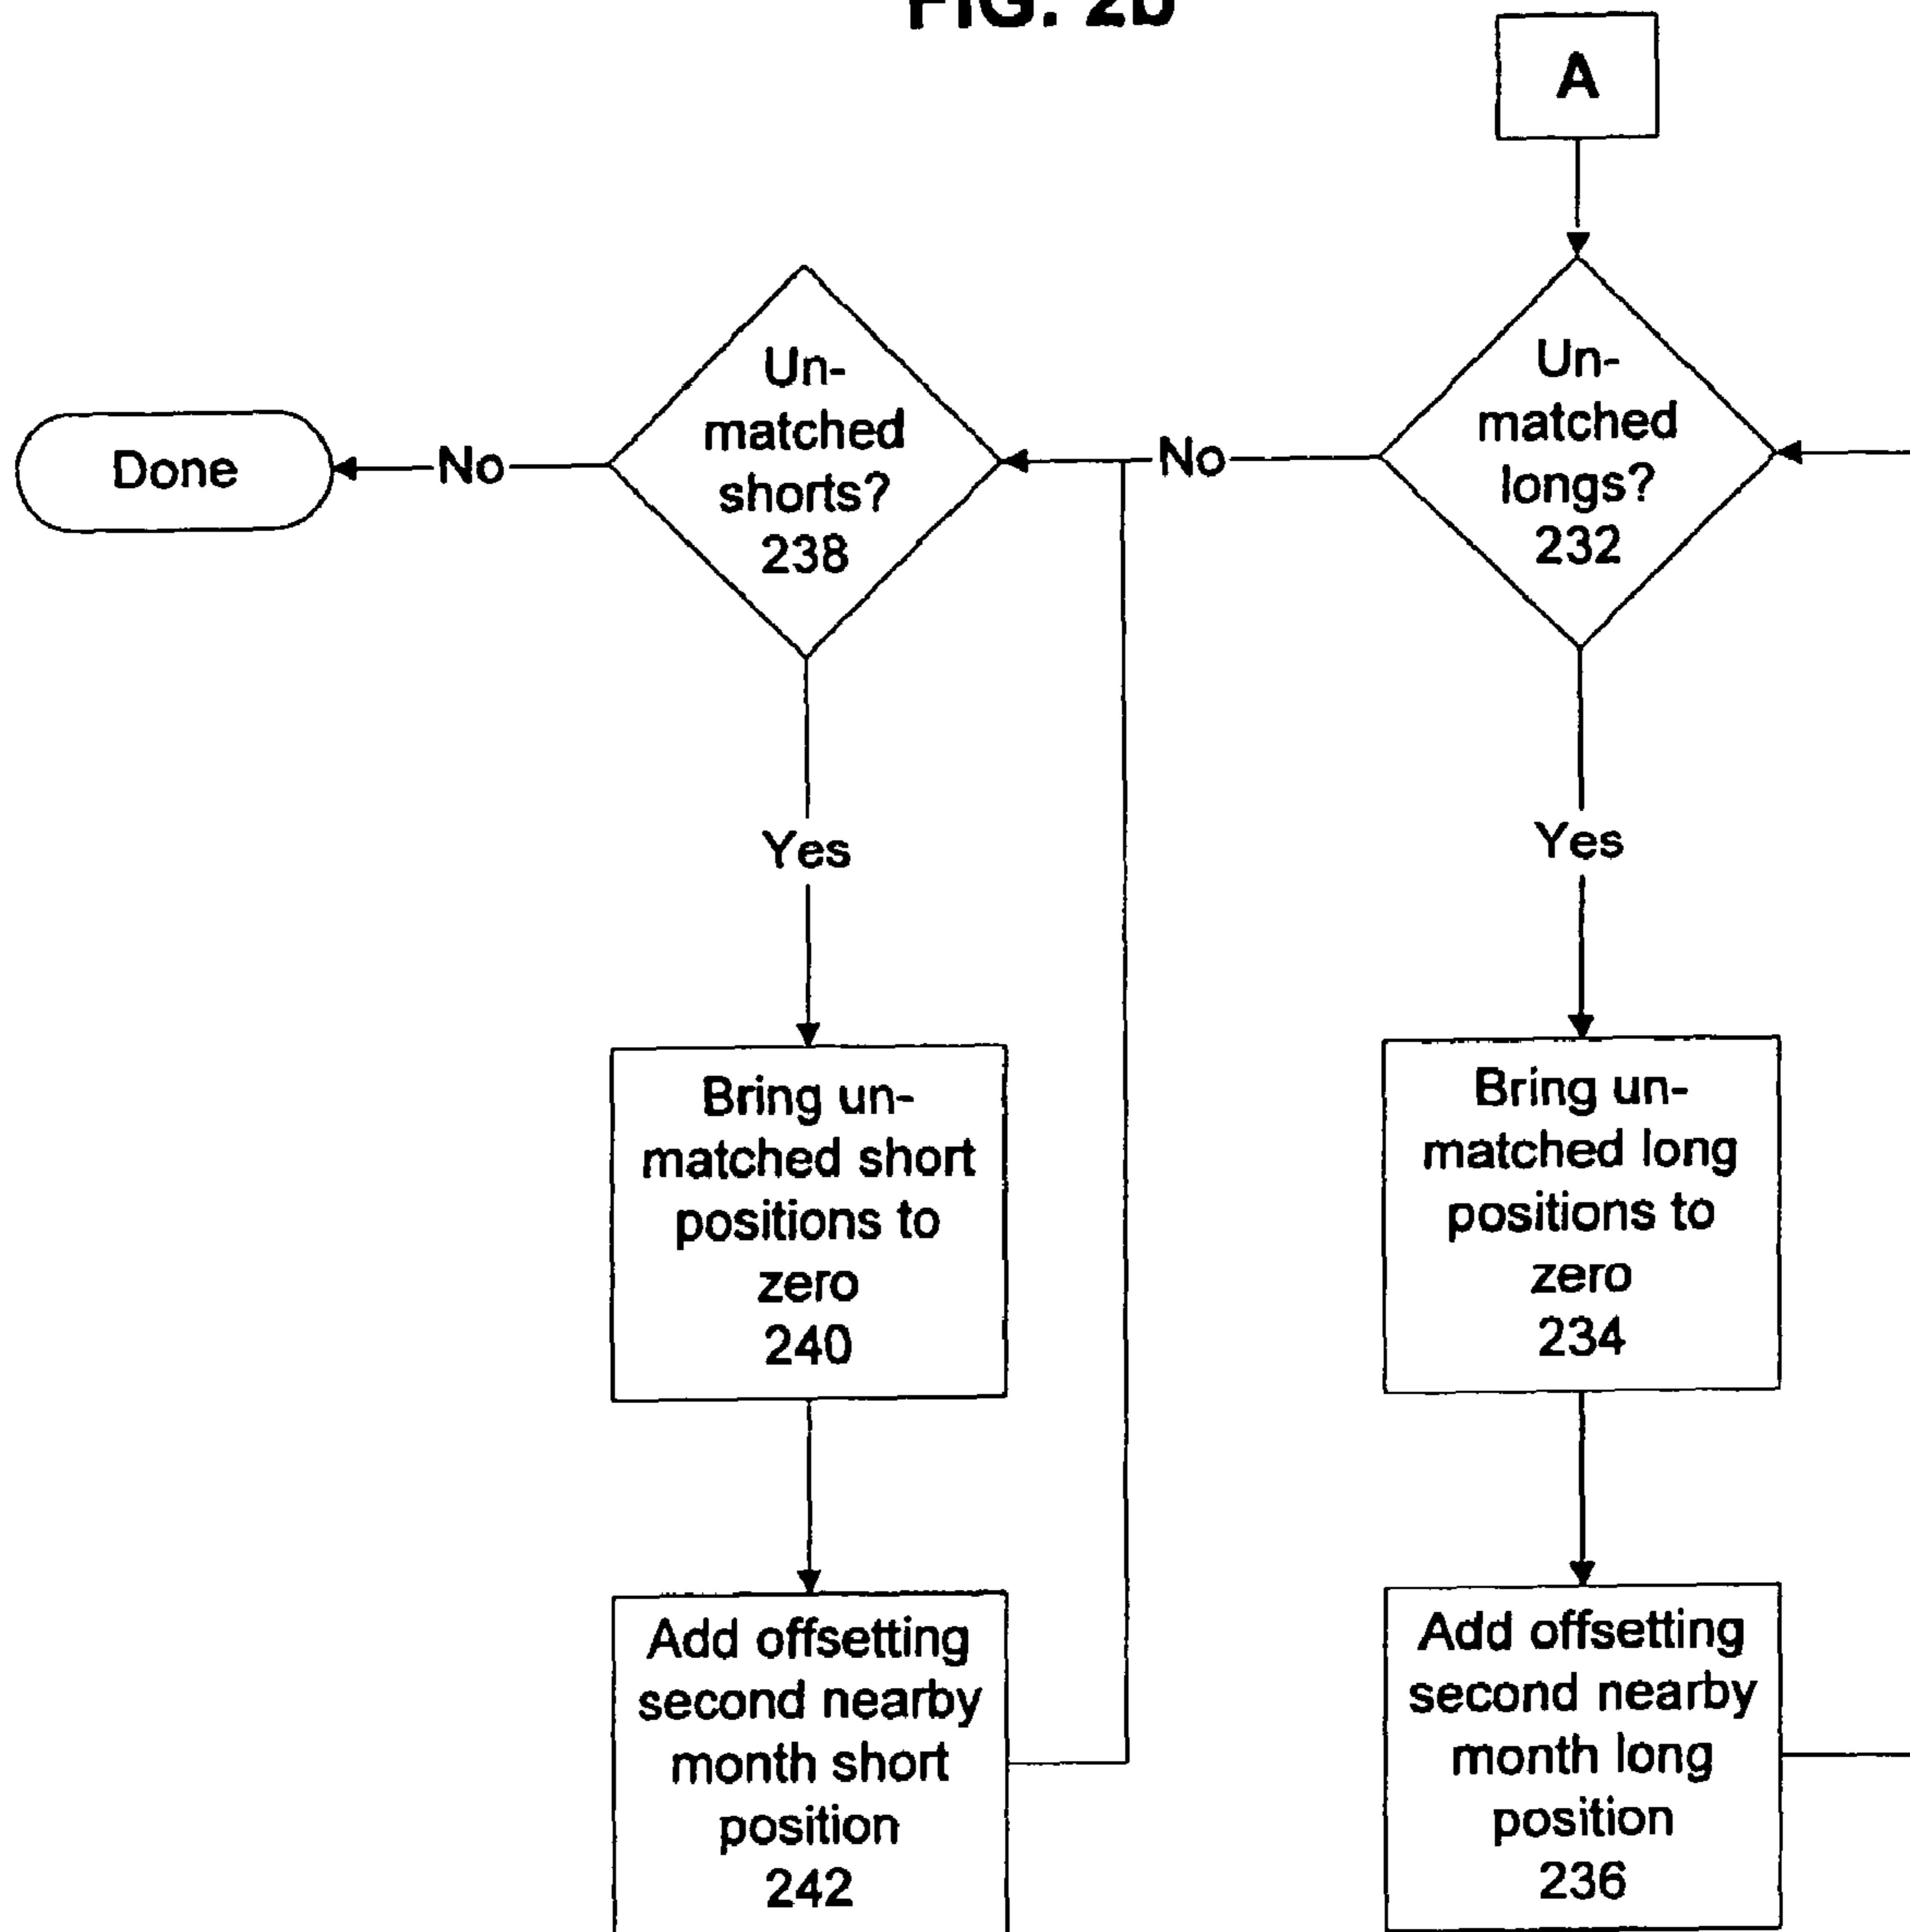 FIG. 2b
A
Un-
matched
longs?
232
No
Un-
matched
shorts?
238
No
Done
Yes
Yes
Bring un-
matched short
positions to
zero
240
Bring un-
matched long
positions to
zero
234
Add offsetting
second nearby
month short
position
242
Add offsetting
second nearby
month long
position
236